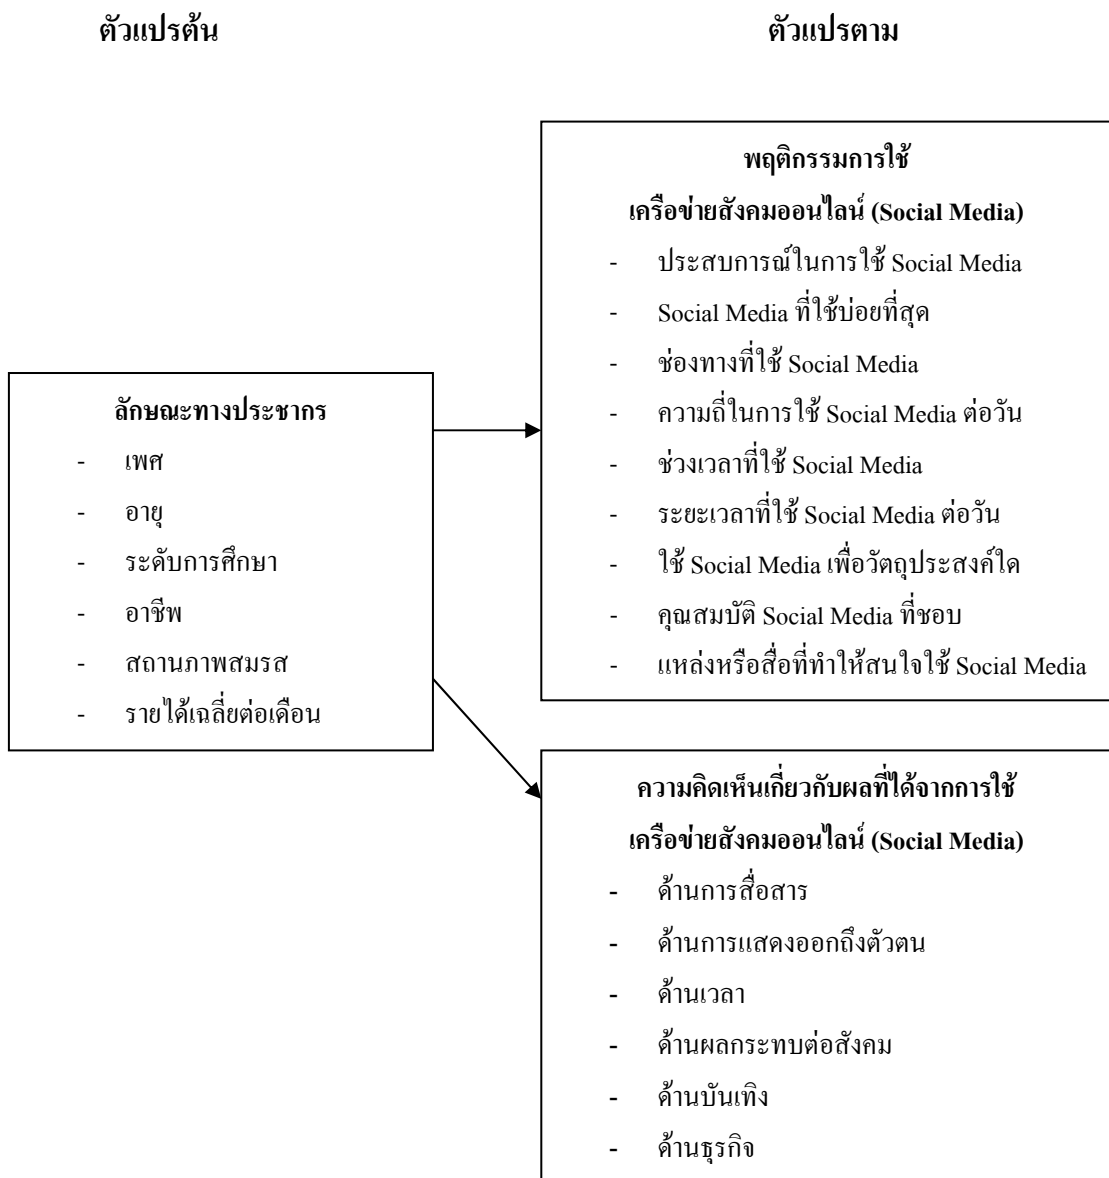 ตัวแปรต้น
ตัวแปรตาม
ลักษณะทางประชากร
- เพศ
- อายุ
- ระดับการศึกษา
- อาชีพ
- สถานภาพสมรส
- รายได้เฉลี่ยต่อเดือน
พฤติกรรมการใช้
เครือข่ายสังคมออนไลน์ (Social Media)
- ประสบการณ์ในการใช้ Social Media
- Social Media ที่ใช้บ่อยที่สุด
- ช่องทางที่ใช้ Social Media
- ความถี่ในการใช้ Social Media ต่อวัน
- ช่วงเวลาที่ใช้ Social Media
- ระยะเวลาที่ใช้ Social Media ต่อวัน
- ใช้ Social Media เพื่อวัตถุประสงค์ใด
- คุณสมบัติ Social Media ที่ชอบ
- แหล่งหรือสื่อที่ทำให้สนใจใช้ Social Media
ความคิดเห็นเกี่ยวกับผลที่ได้จากการใช้
เครือข่ายสังคมออนไลน์ (Social Media)
- ด้านการสื่อสาร
- ด้านการแสดงออกถึงตัวตน
- ด้านเวลา
- ด้านผลกระทบต่อสังคม
- ด้านบันเทิง
- ด้านธุรกิจ